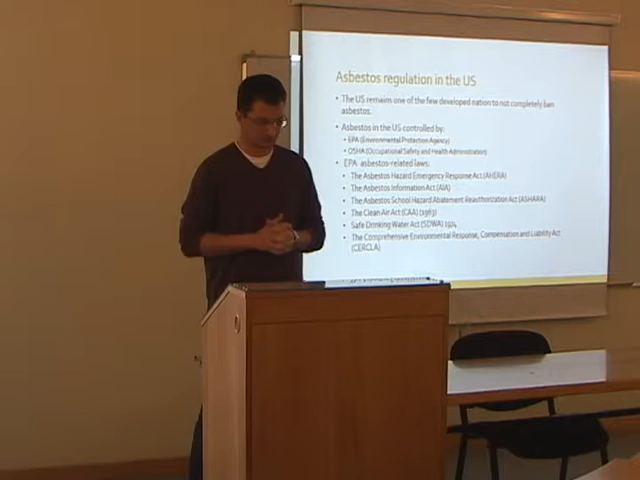 Asbestos regulation in the US
• The US remains one of the few developed nation to not completely ban
asbestos.
• Asbestos in the US controlled by:
• EPA (Environmental Protection Agency)
• OSHA (Occupational Safety and Health Administration)
• EPA asbestos-related laws:
• The Asbestos Hazard Emergency Response Act (AHERA)
• The Asbestos Information Act (AIA)
• The Asbestos School Hazard Abatement Reauthorization Act (ASHARA)
• The Clean Air Act (CAA) (1963)
• Safe Drinking Water Act (SDWA) 1974
• The Comprehensive Environmental Response, Compensation and Liability Act
(CERCLA)